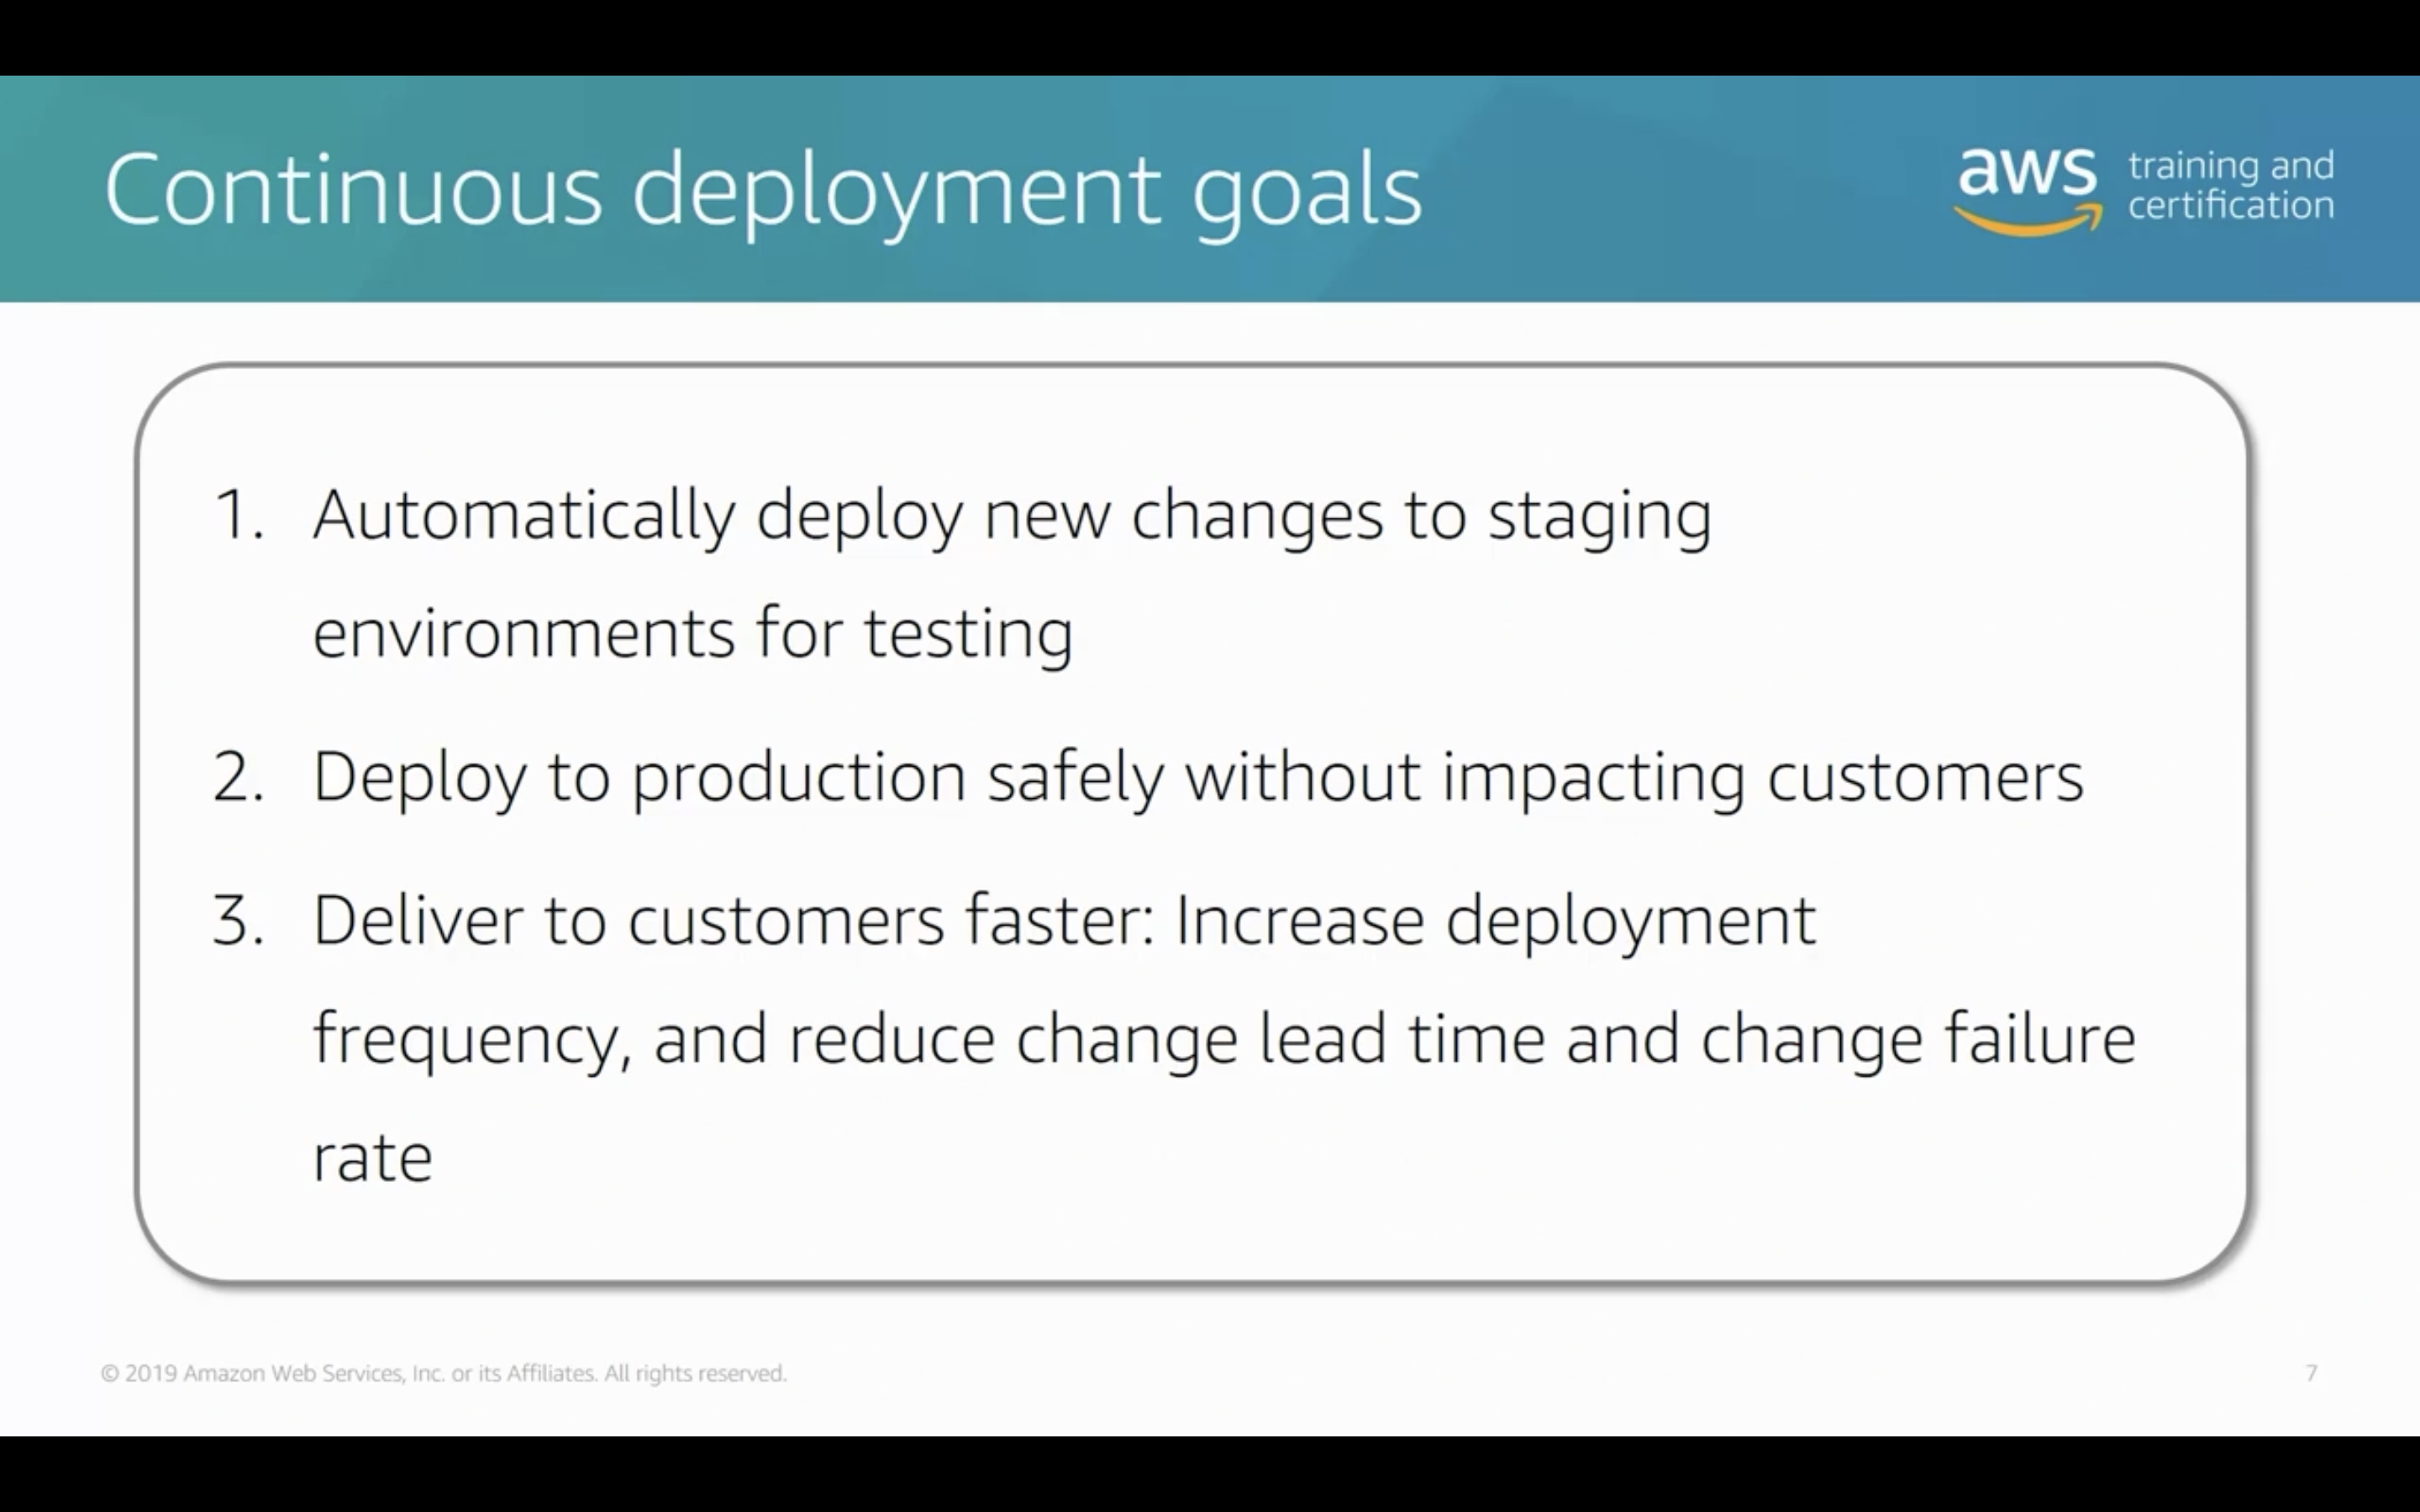 Continuous deployment goals
aws training and
certification
1. Automatically deploy new changes to staging
environments for testing
2. Deploy to production safely without impacting customers
3. Deliver to customers faster: Increase deployment
frequency, and reduce change lead time and change failure
rate
© 2019 Amazon Web Services, Inc. or its Affiliates. All rights reserved.
7